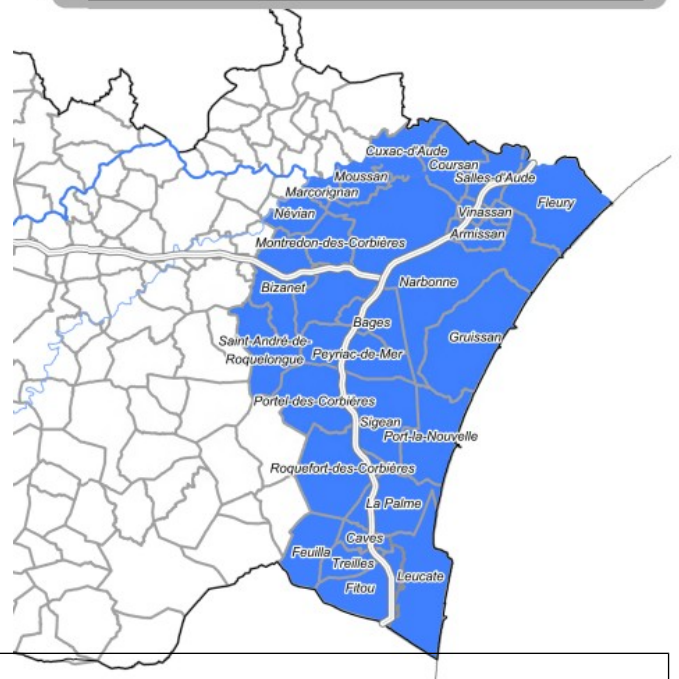 Cuxac-d'Aude
Coursan
Moussan
Salles-d'Aude
Marcorignan
Fleury
Névian
Vinassan
Armissan
Montredon-des-Corbières
Bizanet
Narbonne
Bages
Gruissan
Saint-André-de-
Roquelongue
Peyriac-de-Mer
Portel-des-Corbières
Sigean
Port-la-Nouvelle
Roquefort-des-Corbières
La Palme
Caves
Feuilla
Treilles
Leucate
Fitou